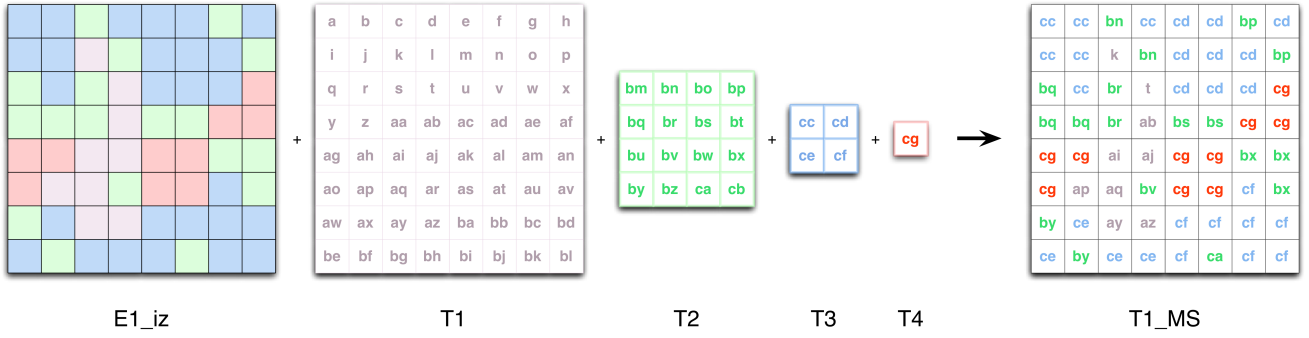 a b c d e f g h cc cc bn cc cd cd bp cd
i j k l m n o p cc cc k bn cd cd cd bp
q r s t u v w x bm bn bo bp bq cc br t cd cd cd cg
y z aa ab ac ad ae af bq br bs bt cc cd cg bq bq br ab bs bs cg cg
+ + + +
ag ah ai aj ak al am an bu bv bw bx ce cf cg cg ai aj cg cg bx bx
ao ap aq ar as at au av by bz ca cb cg ap aq bv cg cg cf bx
aw ax ay az ba bb bc bd by ce ay az cf cf cf cf
be bf bg bh bi bj bk bl ce by ce ce cf ca cf cf
E1_iz T1 T2 T3 T4 T1_MS